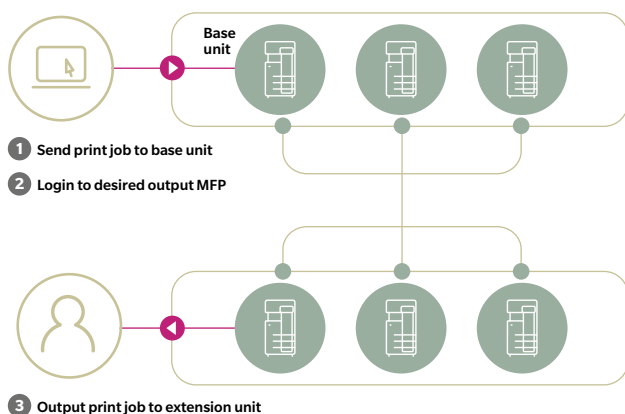 Base
unit
1 Send print job to base unit
2 Login to desired output MFP
3 Output print job to extension unit